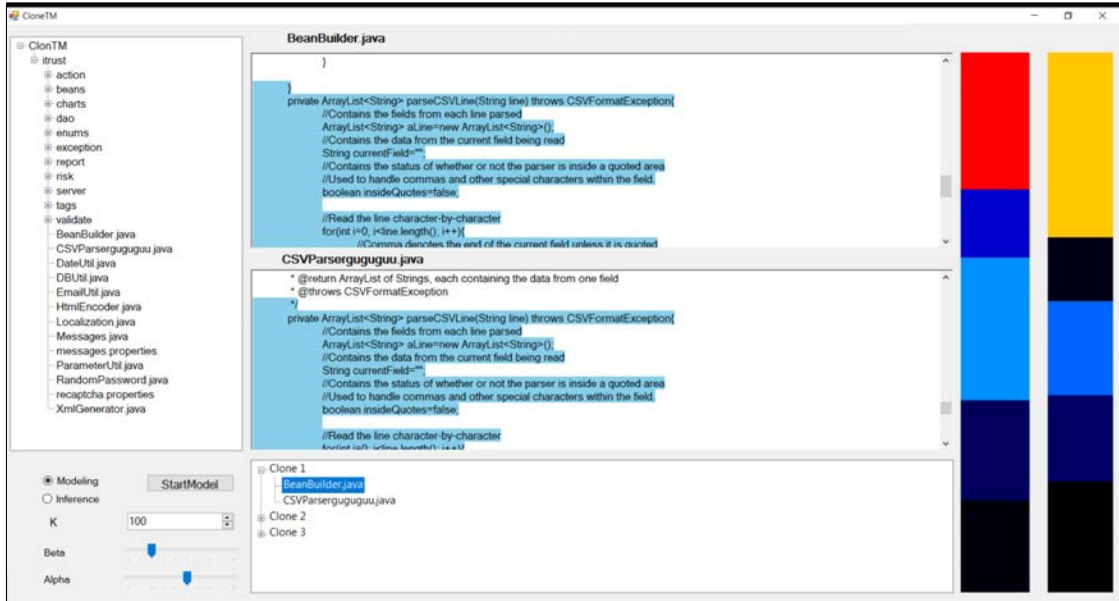 CloneTM
ClonTM
itrust
action
beans
charts
dao
enums
exception
report
risk
server
tags
validate
BeanBuilder.java
CSVParserguguguu.java
DateUtil.java
DBUtil.java
EmailUtil.java
HtmlEncoder.java
Localization.java
Messages.java
messages.properties
ParameterUtil.java
RandomPassword.java
recaptcha.properties
XmlGenerator.java
Modeling
StartModel
Inference
K
100
Beta
Alpha
BeanBuilder.java
}
}
private ArrayList<String> parseCSVLine(String line) throws CSVFormatException{
//Contains the fields from each line parsed
ArrayList<String> aLine=new ArrayList<String>();
//Contains the data from the current field being read
String currentField="";
//Contains the status of whether or not the parser is inside a quoted area
//Used to handle commas and other special characters within the field.
boolean insideQuotes=false;
//Read the line character-by-character
for(int i=0; i<line.length(); i++){
//Comma denotes the end of the current field unless it is quoted
CSVParserguguguu.java
* @return ArrayList of Strings, each containing the data from one field
* @throws CSVFormatException
*/
private ArrayList<String> parseCSVLine(String line) throws CSVFormatException{
//Contains the fields from each line parsed
ArrayList<String> aLine=new ArrayList<String>();
//Contains the data from the current field being read
String currentField="";
//Contains the status of whether or not the parser is inside a quoted area
//Used to handle commas and other special characters within the field.
boolean insideQuotes=false;
//Read the line character-by-character
for(int i=0; i<line.length(); i++){
Clone 1
BeanBuilder.java
CSVParserguguguu.java
Clone 2
Clone 3